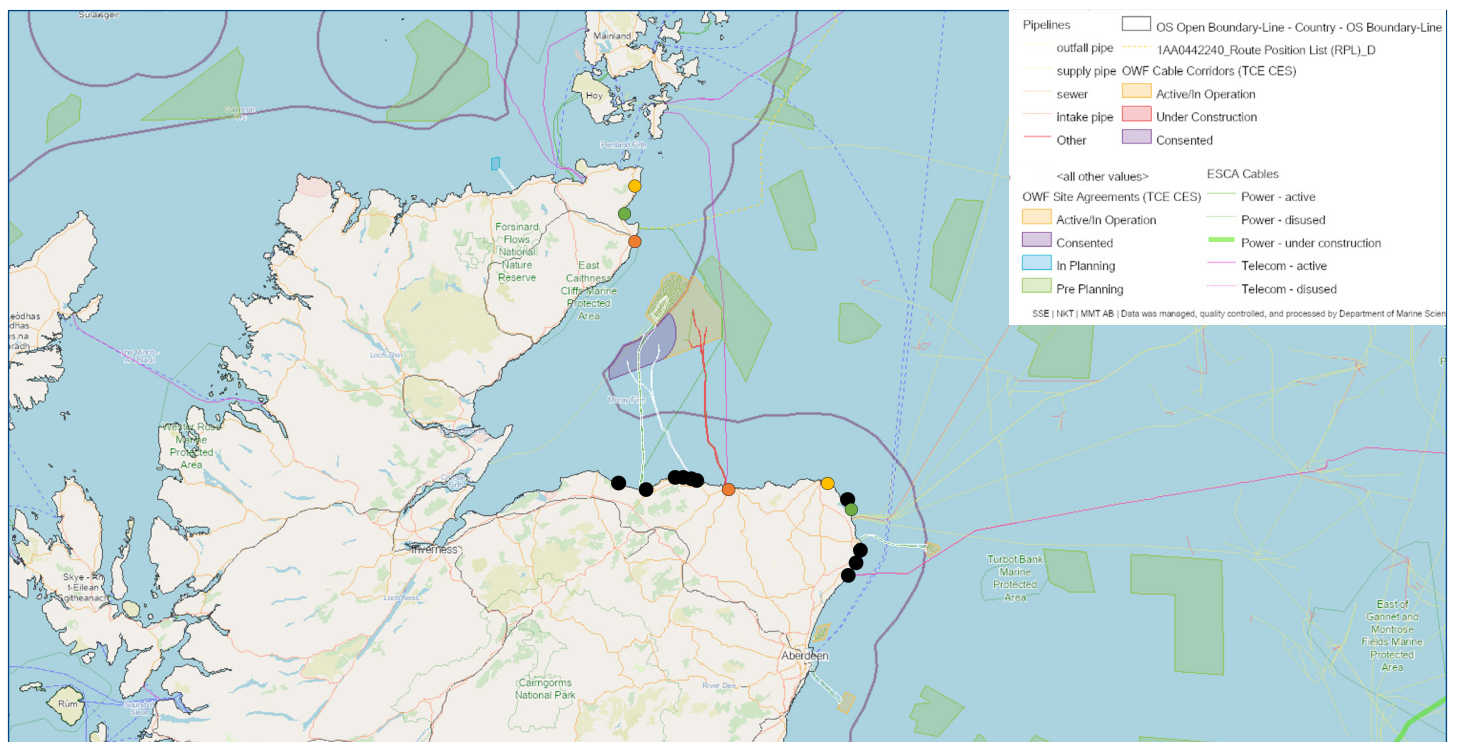 Sulasgeir
Mainland
Hoy
Pentland Firth
Forsinard
Flows
National
Nature
Reserve
East
Caithness
Cliffs Marine
Protected
Area
Loch Shin
Moray Firth
Wester Ross
Marine
Protected
Area
Inverness
Skye - An
t-Eilean
Sgitheanach
Loch Ness
Rùm
Sound of
Sleat
Cairngorms
National Park
River Dee
Aberdeen
Turbot Bank
Marine
Protected
Area
East of
Gannet and
Montrose
Fields Marine
Protected
Area
Pipelines
outfall pipe
supply pipe
sewer
intake pipe
Other
<all other values>
OWF Site Agreements (TCE CES)
Active/In Operation
Consented
In Planning
Pre Planning
OS Open Boundary-Line - Country - OS Boundary-Line
1AA0442240_Route Position List (RPL)_D
OWF Cable Corridors (TCE CES)
Active/In Operation
Under Construction
Consented
ESCA Cables
Power - active
Power - disused
Power - under construction
Telecom - active
Telecom - disused
SSE | NKT | MMT AB | Data was managed, quality controlled, and processed by Department of Marine Scien